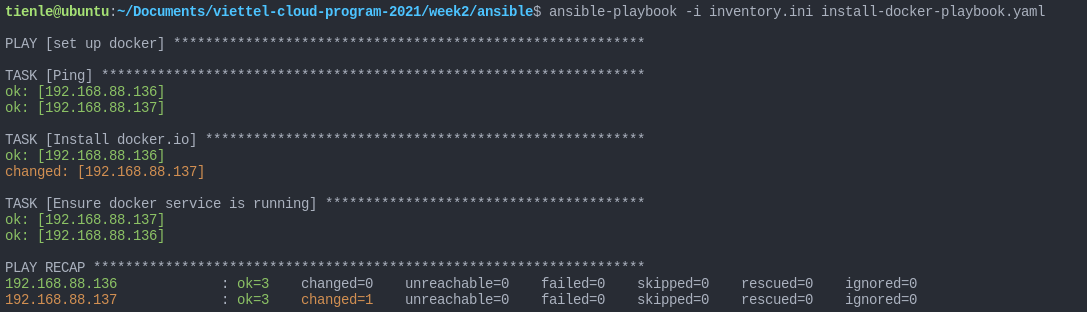 tienle@ubuntu:~/Documents/viettel-cloud-program-2021/week2/ansible$ ansible-playbook -i inventory.ini install-docker-playbook.yaml
PLAY [set up docker] ***********************************************************
TASK [Ping] ********************************************************************
ok: [192.168.88.136]
ok: [192.168.88.137]
TASK [Install docker.io] *******************************************************
ok: [192.168.88.136]
changed: [192.168.88.137]
TASK [Ensure docker service is running] ****************************************
ok: [192.168.88.137]
ok: [192.168.88.136]
PLAY RECAP *********************************************************************
192.168.88.136             : ok=3    changed=0    unreachable=0    failed=0    skipped=0    rescued=0    ignored=0
192.168.88.137             : ok=3    changed=1    unreachable=0    failed=0    skipped=0    rescued=0    ignored=0